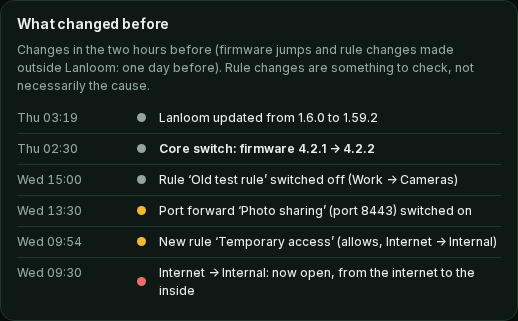 What changed before
Changes in the two hours before (firmware jumps and rule changes made
outside Lanloom: one day before). Rule changes are something to check, not
necessarily the cause.
Thu 03:19 Lanloom updated from 1.6.0 to 1.59.2
Thu 02:30 Core switch: firmware 4.2.1 → 4.2.2
Wed 15:00 Rule ‘Old test rule’ switched off (Work → Cameras)
Wed 13:30 Port forward ‘Photo sharing’ (port 8443) switched on
Wed 09:54 New rule ‘Temporary access’ (allows, Internet → Internal)
Wed 09:30 Internet → Internal: now open, from the internet to the
inside